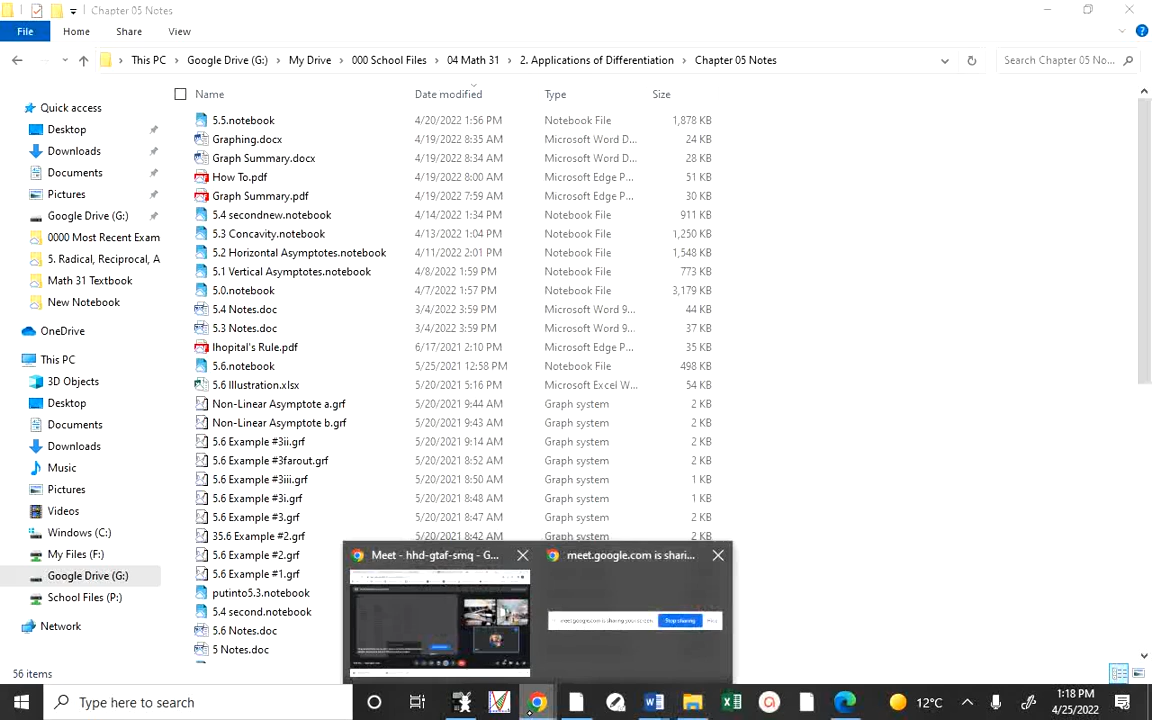 Chapter 05 Notes
File Home Share View
This PC Google Drive (G:) My Drive 000 School Files 04 Math 31 2. Applications of Differentiation Chapter 05 Notes
Search Chapter 05 No...
Name Date modified Type Size
Quick access
Desktop
Downloads
Documents
Pictures
Google Drive (G:)
0000 Most Recent Exam
5. Radical, Reciprocal, A
Math 31 Textbook
New Notebook
OneDrive
This PC
3D Objects
Desktop
Documents
Downloads
Music
Pictures
Videos
Windows (C:)
My Files (F:)
Google Drive (G:)
School Files (P:)
Network
5.5.notebook 4/20/2022 1:56 PM Notebook File 1,878 KB
Graphing.docx 4/19/2022 8:35 AM Microsoft Word D... 24 KB
Graph Summary.docx 4/19/2022 8:34 AM Microsoft Word D... 28 KB
How To.pdf 4/19/2022 8:00 AM Microsoft Edge P... 51 KB
Graph Summary.pdf 4/19/2022 7:59 AM Microsoft Edge P... 30 KB
5.4 secondnew.notebook 4/14/2022 1:34 PM Notebook File 911 KB
5.3 Concavity.notebook 4/13/2022 1:04 PM Notebook File 1,250 KB
5.2 Horizontal Asymptotes.notebook 4/11/2022 2:01 PM Notebook File 1,548 KB
5.1 Vertical Asymptotes.notebook 4/8/2022 1:59 PM Notebook File 773 KB
5.0.notebook 4/7/2022 1:57 PM Notebook File 3,179 KB
5.4 Notes.doc 3/4/2022 3:59 PM Microsoft Word 9... 44 KB
5.3 Notes.doc 3/4/2022 3:59 PM Microsoft Word 9... 37 KB
lhopital's Rule.pdf 6/17/2021 2:10 PM Microsoft Edge P... 35 KB
5.6.notebook 5/25/2021 12:58 PM Notebook File 498 KB
5.6 Illustration.xlsx 5/20/2021 5:16 PM Microsoft Excel W... 54 KB
Non-Linear Asymptote a.grf 5/20/2021 9:44 AM Graph system 2 KB
Non-Linear Asymptote b.grf 5/20/2021 9:43 AM Graph system 2 KB
5.6 Example #3ii.grf 5/20/2021 9:14 AM Graph system 2 KB
5.6 Example #3farout.grf 5/20/2021 8:52 AM Graph system 2 KB
5.6 Example #3iii.grf 5/20/2021 8:50 AM Graph system 1 KB
5.6 Example #3i.grf 5/20/2021 8:48 AM Graph system 1 KB
5.6 Example #3.grf 5/20/2021 8:47 AM Graph system 2 KB
35.6 Example #2.grf 5/20/2021 8:42 AM Graph system 2 KB
5.6 Example #2.grf
5.6 Example #1.grf
putinto5.3.notebook
5.4 second.notebook
5.6 Notes.doc
5 Notes.doc
Meet - hhd-gtaf-smq - G...
meet.google.com is sharin...
meet.google.com is sharing your screen. Stop sharing Hide
56 items
Type here to search
12°C
1:18 PM
4/25/2022